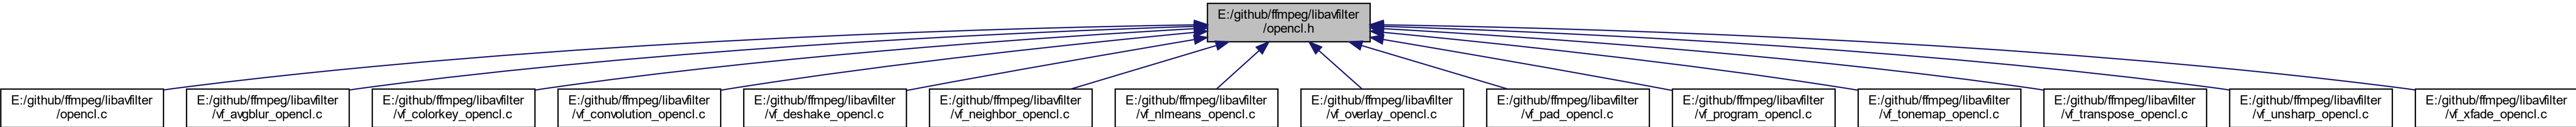 E:/github/ffmpeg/libavfilter
/opencl.h
E:/github/ffmpeg/libavfilter
/opencl.c
E:/github/ffmpeg/libavfilter
/vf_avgblur_opencl.c
E:/github/ffmpeg/libavfilter
/vf_colorkey_opencl.c
E:/github/ffmpeg/libavfilter
/vf_convolution_opencl.c
E:/github/ffmpeg/libavfilter
/vf_deshake_opencl.c
E:/github/ffmpeg/libavfilter
/vf_neighbor_opencl.c
E:/github/ffmpeg/libavfilter
/vf_nlmeans_opencl.c
E:/github/ffmpeg/libavfilter
/vf_overlay_opencl.c
E:/github/ffmpeg/libavfilter
/vf_pad_opencl.c
E:/github/ffmpeg/libavfilter
/vf_program_opencl.c
E:/github/ffmpeg/libavfilter
/vf_tonemap_opencl.c
E:/github/ffmpeg/libavfilter
/vf_transpose_opencl.c
E:/github/ffmpeg/libavfilter
/vf_unsharp_opencl.c
E:/github/ffmpeg/libavfilter
/vf_xfade_opencl.c